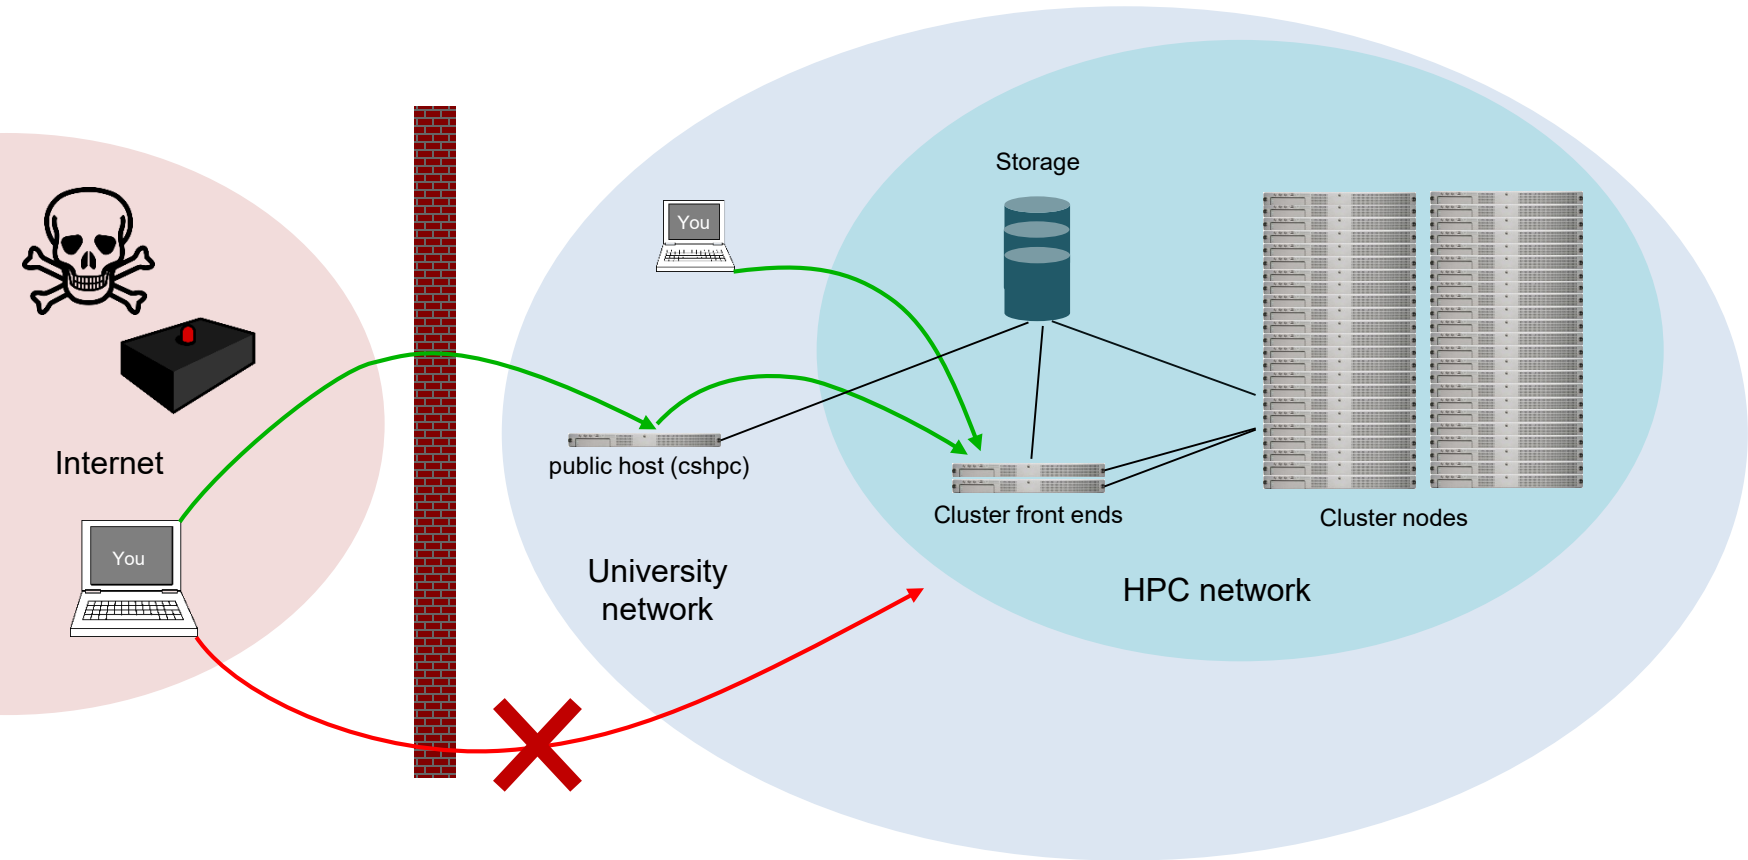 Storage
You
Internet
public host (cshpc)
Cluster front ends
Cluster nodes
You
University
network
HPC network